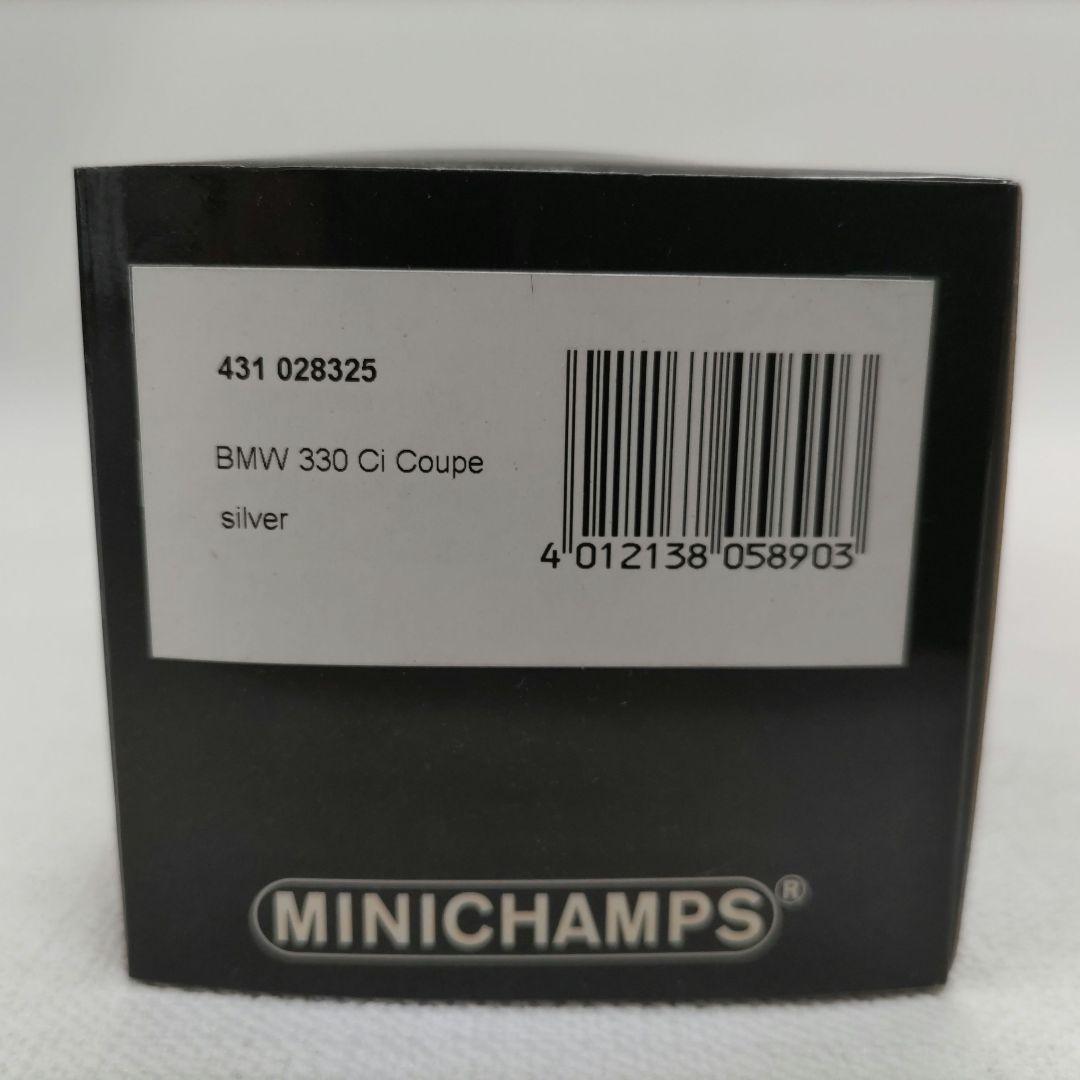 431 028325
BMW 330 Ci Coupe
silver
4 012138 058903
MINICHAMPS®